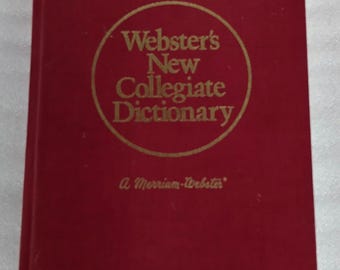 Webster's
New
Collegiate
Dictionary
a Merriam-Webster®